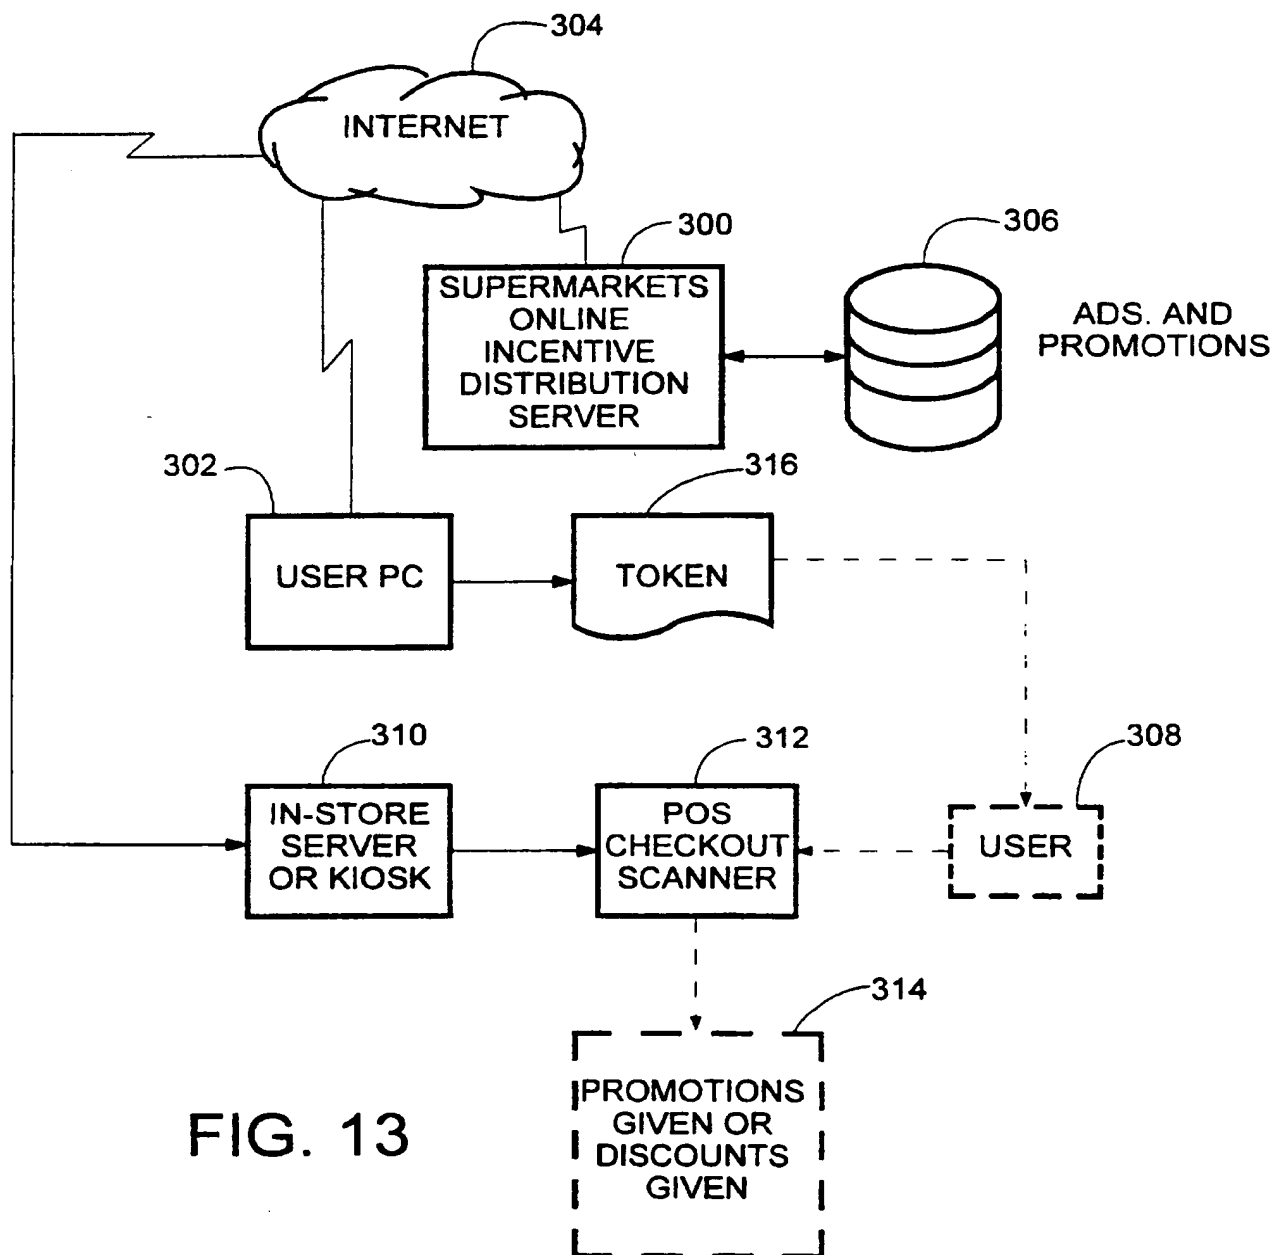 304
INTERNET
300
306
SUPERMARKETS
ONLINE
INCENTIVE
DISTRIBUTION
SERVER
ADS. AND
PROMOTIONS
302
316
USER PC
TOKEN
310
312
308
IN-STORE
SERVER
OR KIOSK
POS
CHECKOUT
SCANNER
USER
314
PROMOTIONS
GIVEN OR
DISCOUNTS
GIVEN
FIG. 13